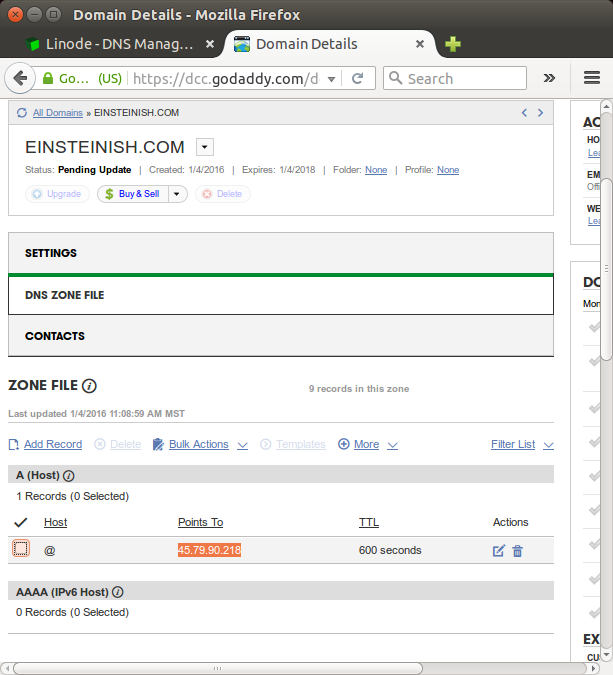 Domain Details - Mozilla Firefox
Linode - DNS Manag...
Domain Details
Go... (US) https://dcc.godaddy.com/d
Search
All Domains » EINSTEINISH.COM
EINSTEINISH.COM
Status: Pending Update | Created: 1/4/2016 | Expires: 1/4/2018 | Folder: None | Profile: None
Upgrade
Buy & Sell
Delete
SETTINGS
DNS ZONE FILE
CONTACTS
ZONE FILE
9 records in this zone
Last updated 1/4/2016 11:08:59 AM MST
Add Record
Delete
Bulk Actions
Templates
More
Filter List
A (Host)
1 Records (0 Selected)
Host Points To TTL Actions
@ 45.79.90.218 600 seconds
AAAA (IPv6 Host)
0 Records (0 Selected)
AC
HO
Lea
EM
Offi
WE
Lea
DO
Mon
EX
CUS